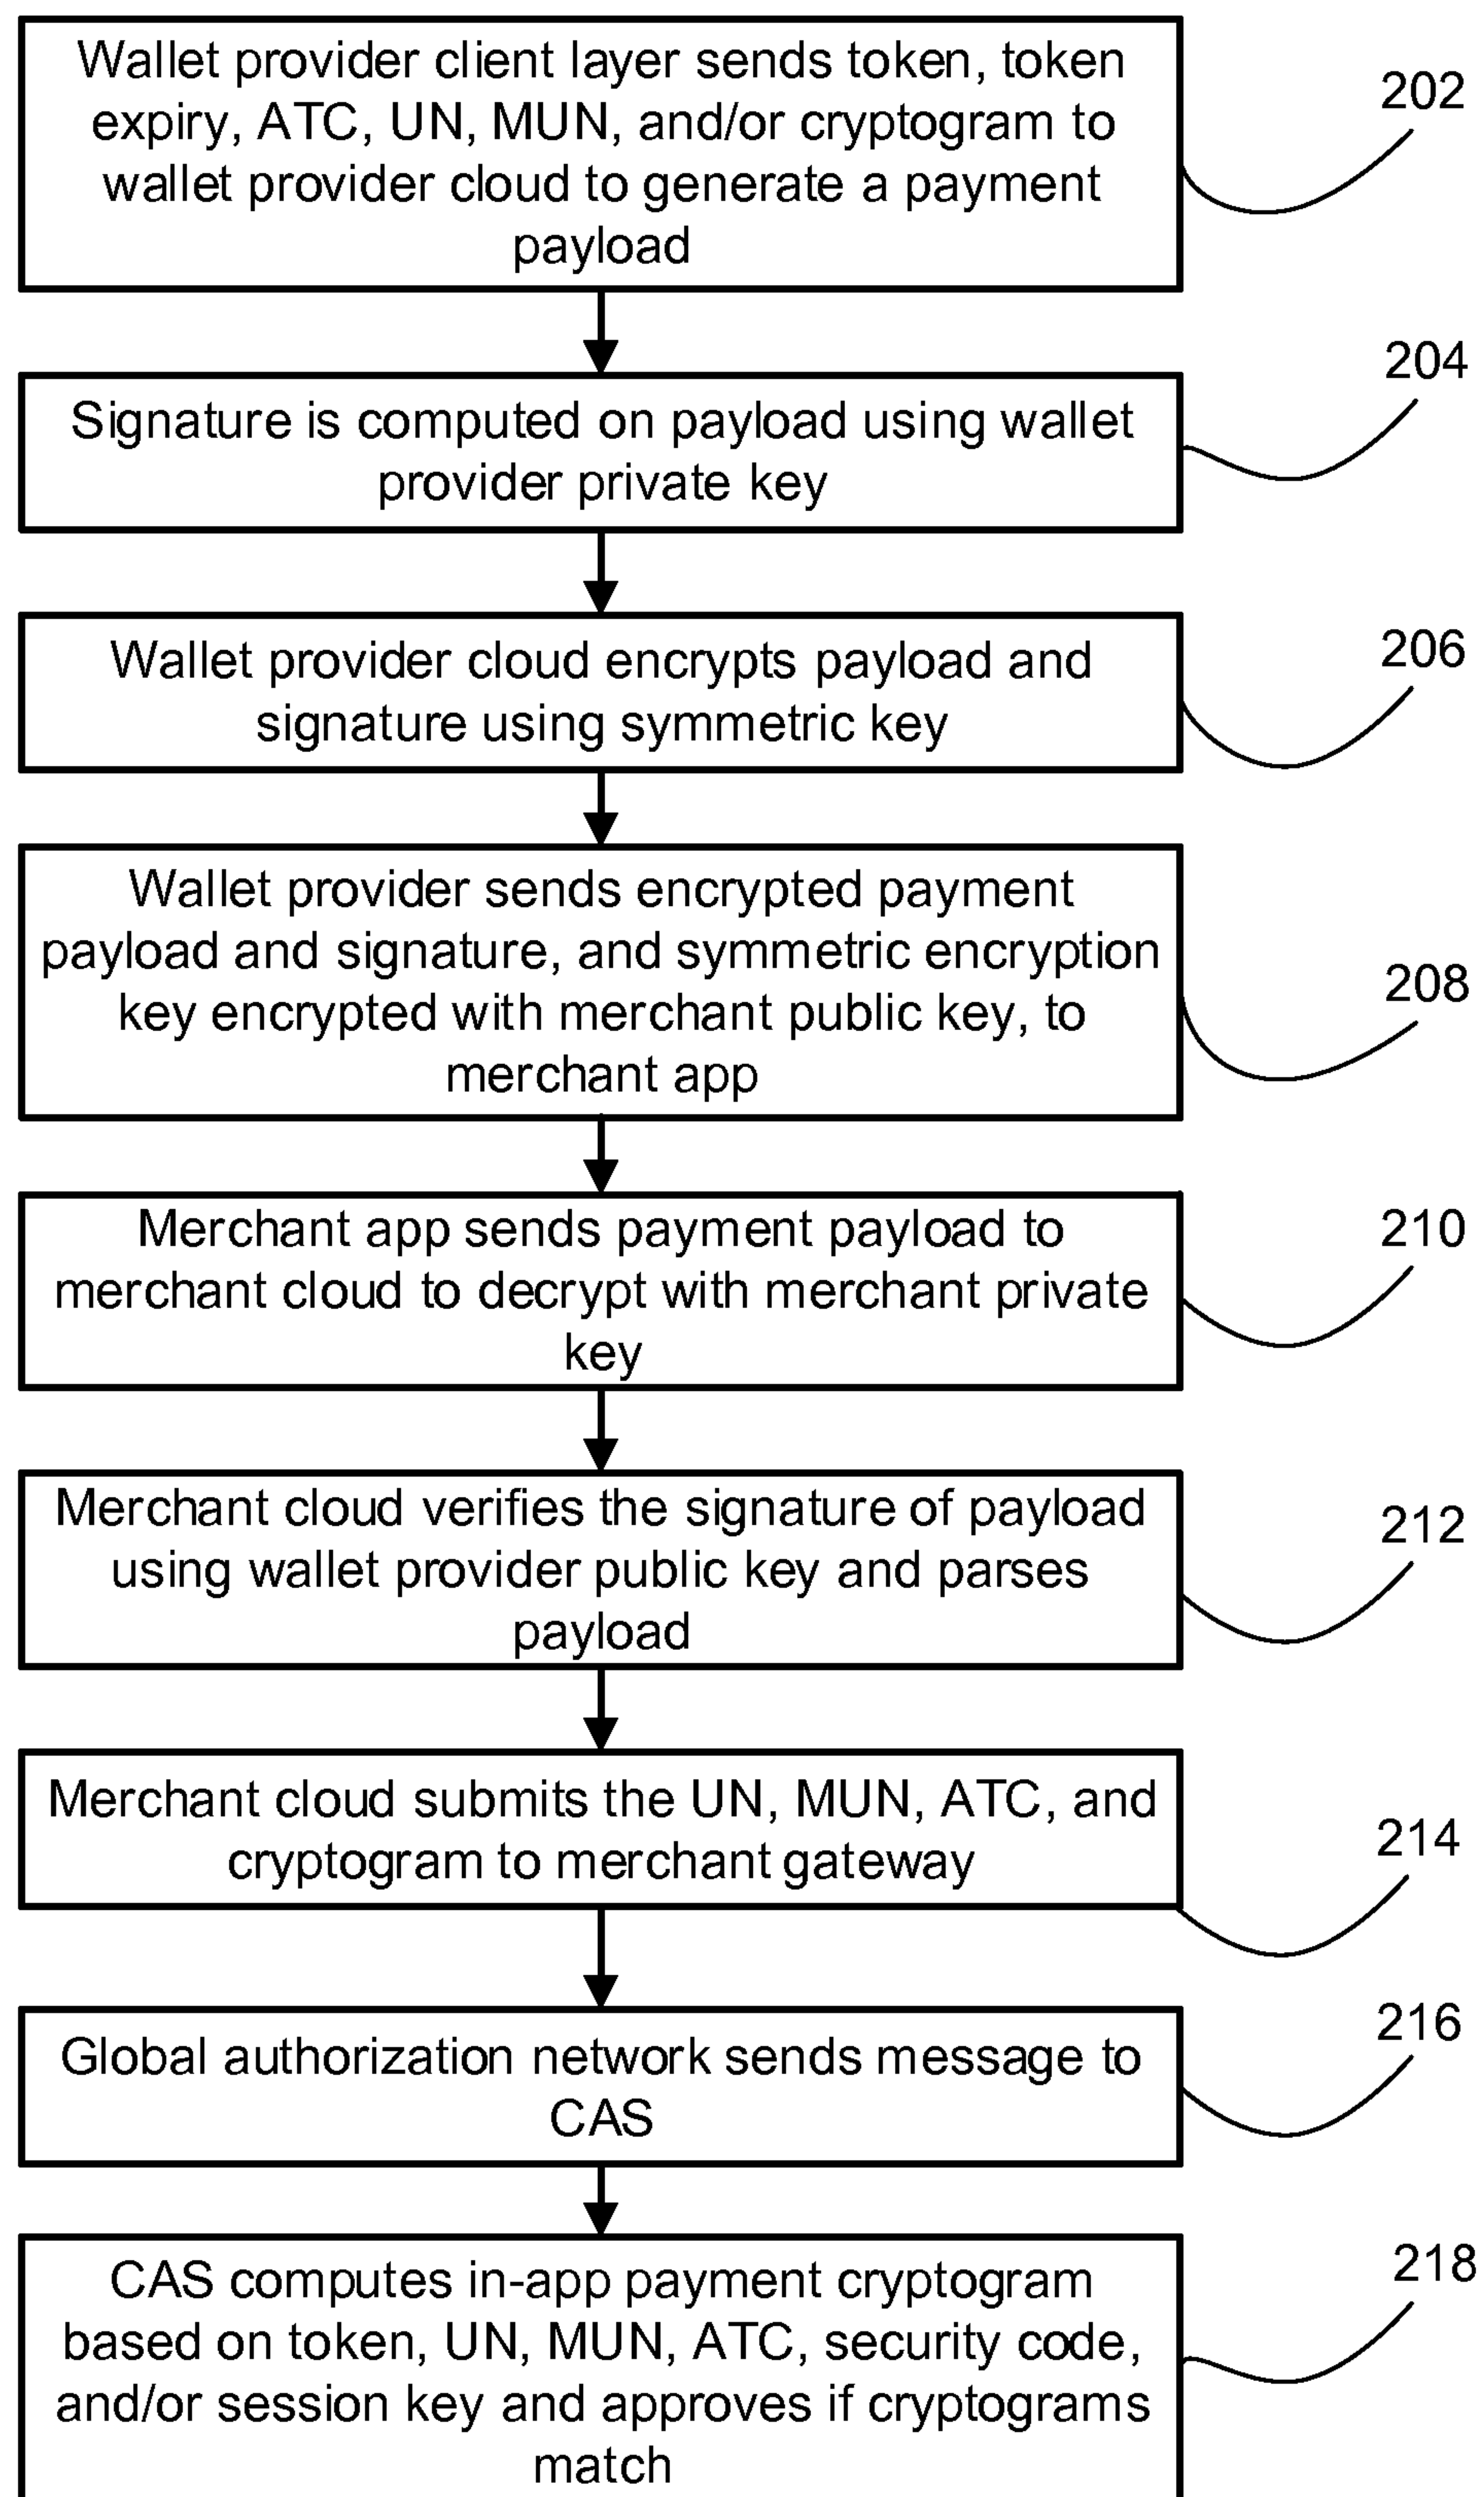 Wallet provider client layer sends token, token
expiry, ATC, UN, MUN, and/or cryptogram to
wallet provider cloud to generate a payment
payload
202
Signature is computed on payload using wallet
provider private key
204
Wallet provider cloud encrypts payload and
signature using symmetric key
206
Wallet provider sends encrypted payment
payload and signature, and symmetric encryption
key encrypted with merchant public key, to
merchant app
208
Merchant app sends payment payload to
merchant cloud to decrypt with merchant private
key
210
Merchant cloud verifies the signature of payload
using wallet provider public key and parses
payload
212
Merchant cloud submits the UN, MUN, ATC, and
cryptogram to merchant gateway
214
Global authorization network sends message to
CAS
216
CAS computes in-app payment cryptogram
based on token, UN, MUN, ATC, security code,
and/or session key and approves if cryptograms
match
218